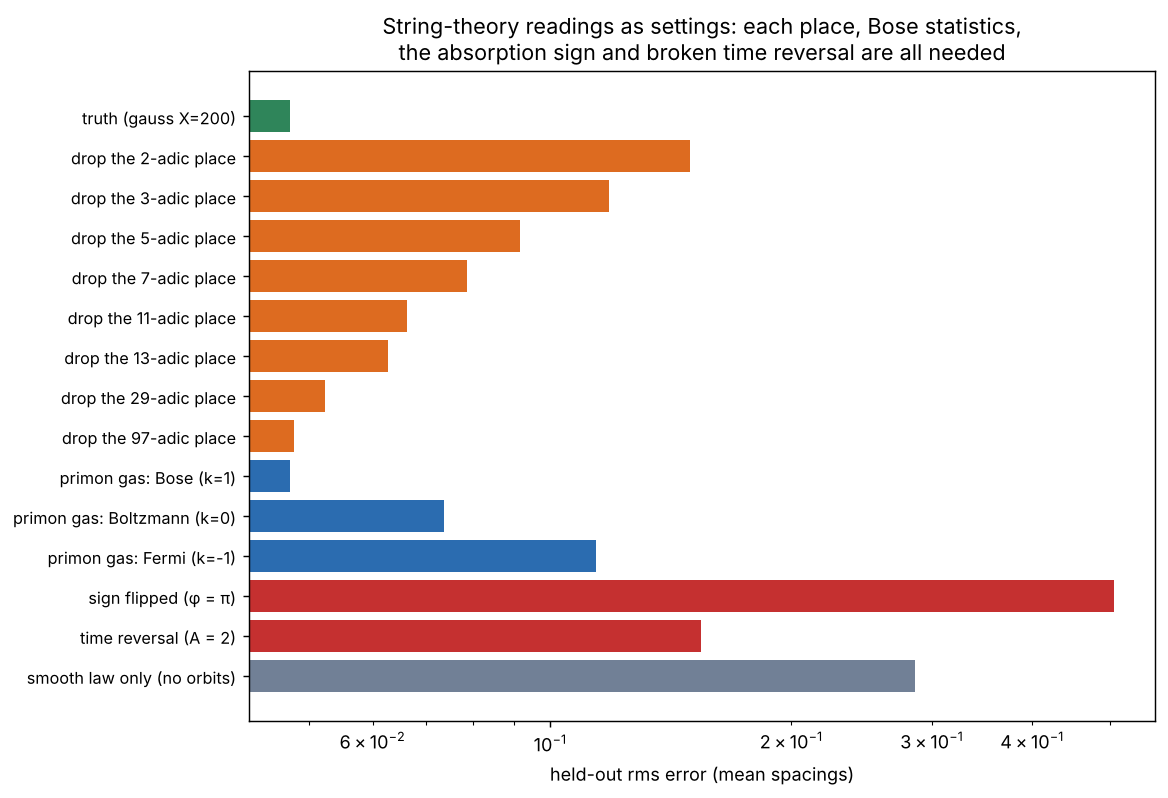 String-theory readings as settings: each place, Bose statistics,
the absorption sign and broken time reversal are all needed
truth (gauss X=200)
drop the 2-adic place
drop the 3-adic place
drop the 5-adic place
drop the 7-adic place
drop the 11-adic place
drop the 13-adic place
drop the 29-adic place
drop the 97-adic place
primon gas: Bose (k=1)
primon gas: Boltzmann (k=0)
primon gas: Fermi (k=-1)
sign flipped (φ = π)
time reversal (A = 2)
smooth law only (no orbits)
6 × 10⁻² 10⁻¹ 2 × 10⁻¹ 3 × 10⁻¹ 4 × 10⁻¹
held-out rms error (mean spacings)